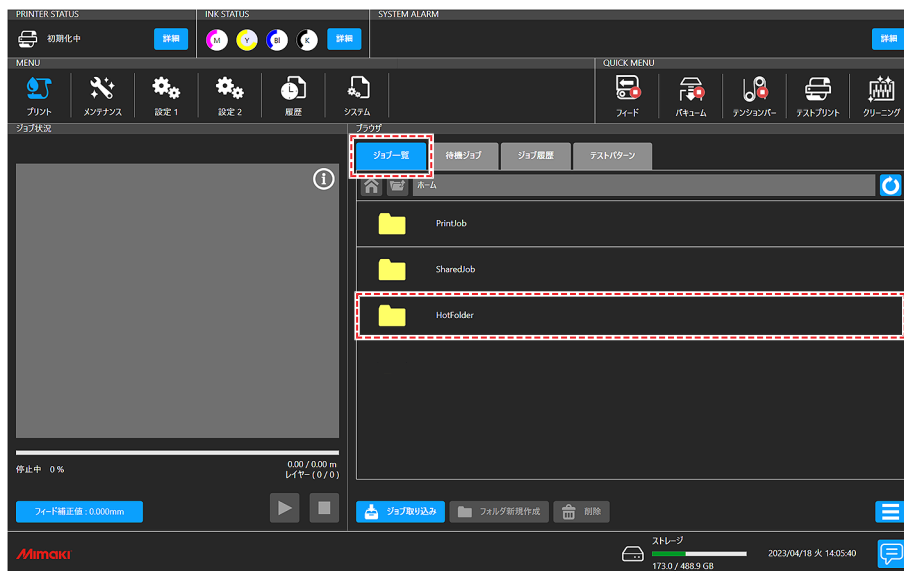 PRINTER STATUS
INK STATUS
SYSTEM ALARM
初期化中
詳細
M
Y
Bl
K
詳細
詳細
MENU
QUICK MENU
プリント
メンテナンス
設定 1
設定 2
履歴
システム
フィード
バキューム
テンションバー
テストプリント
クリーニング
ジョブ状況
ブラウザ
ジョブ一覧
待機ジョブ
ジョブ履歴
テストパターン
ホーム
PrintJob
SharedJob
HotFolder
停止中 0 %
0.00 / 0.00 m
レイヤー ( 0 / 0 )
フィード補正値 : 0.000mm
ジョブ取り込み
フォルダ新規作成
削除
Mimaki
ストレージ
173.0 / 488.9 GB
2023/04/18 火 14:05:40